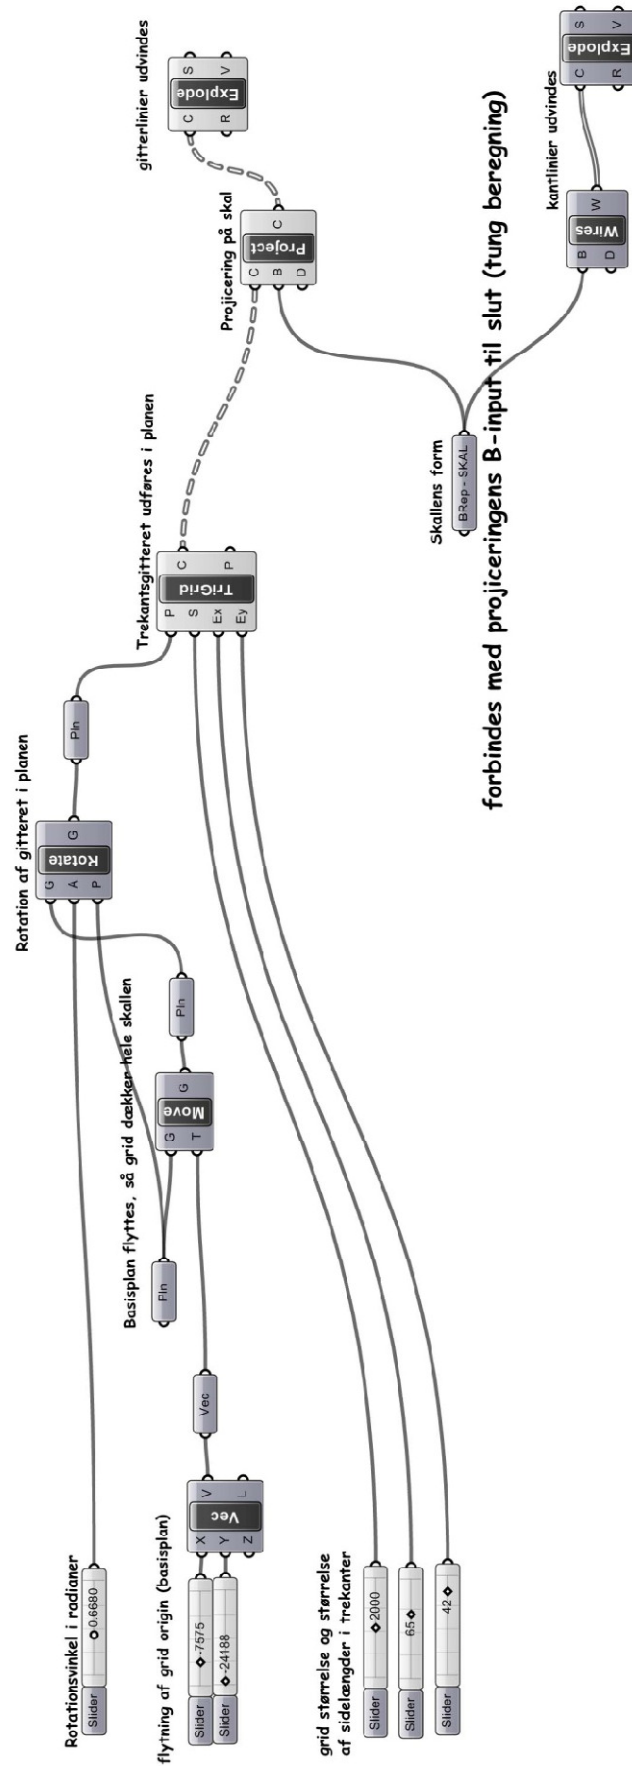 Rotationsvinkel i radianer
Slider
0.6680
flytning af grid origin (basisplan)
Slider
-7575
Slider
-24188
X
Y
Z
Vec
V
L
Vec
grid størrelse og størrelse
af sidelængder i trekanter
Slider
2000
Slider
65
Slider
42
Basisplan flyttes, så grid dækker hele skallen
Pln
G
T
Move
G
Pln
Rotation af gitteret i planen
G
A
P
Rotate
G
Pln
Trekantsgitteret udføres i planen
P
S
Ex
Ey
TriGrid
C
P
Skallens form
BRep - SKAL
forbindes med projiceringens B-input til slut (tung beregning)
Projicering på skal
C
B
D
Project
C
gitterlinier udvindes
C
R
Explode
S
V
kantlinier udvindes
B
D
Wires
W
C
R
Explode
S
V